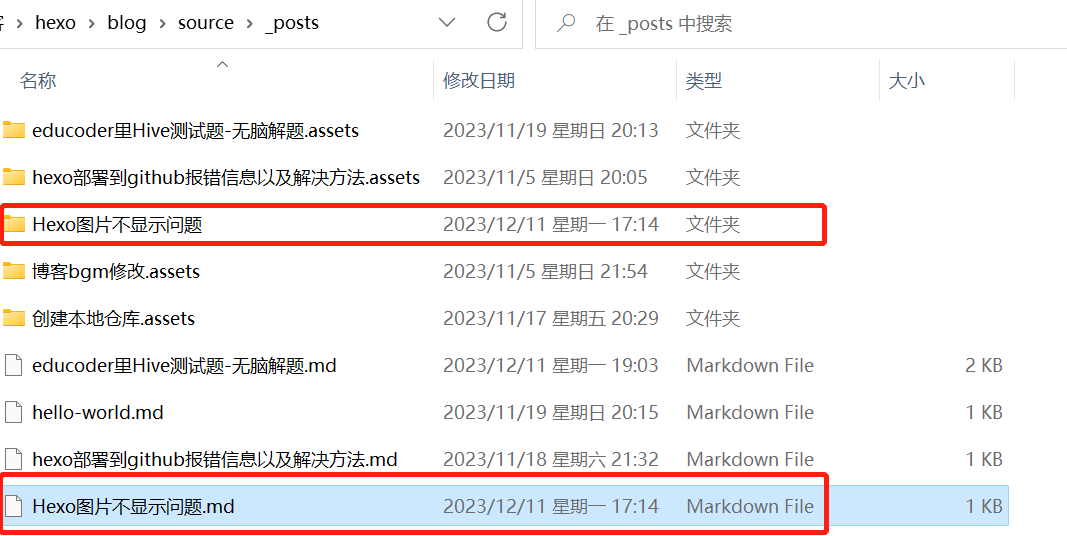 hexo > blog > source > _posts 在 _posts 中搜索
名称 修改日期 类型 大小
educoder里Hive测试题-无脑解题.assets 2023/11/19 星期日 20:13 文件夹
hexo部署到github报错信息以及解决方法.assets 2023/11/5 星期日 20:05 文件夹
Hexo图片不显示问题 2023/12/11 星期一 17:14 文件夹
博客bgm修改.assets 2023/11/5 星期日 21:54 文件夹
创建本地仓库.assets 2023/11/17 星期五 20:29 文件夹
educoder里Hive测试题-无脑解题.md 2023/12/11 星期一 19:03 Markdown File 2 KB
hello-world.md 2023/11/19 星期日 20:15 Markdown File 1 KB
hexo部署到github报错信息以及解决方法.md 2023/11/18 星期六 21:32 Markdown File 1 KB
Hexo图片不显示问题.md 2023/12/11 星期一 17:14 Markdown File 1 KB